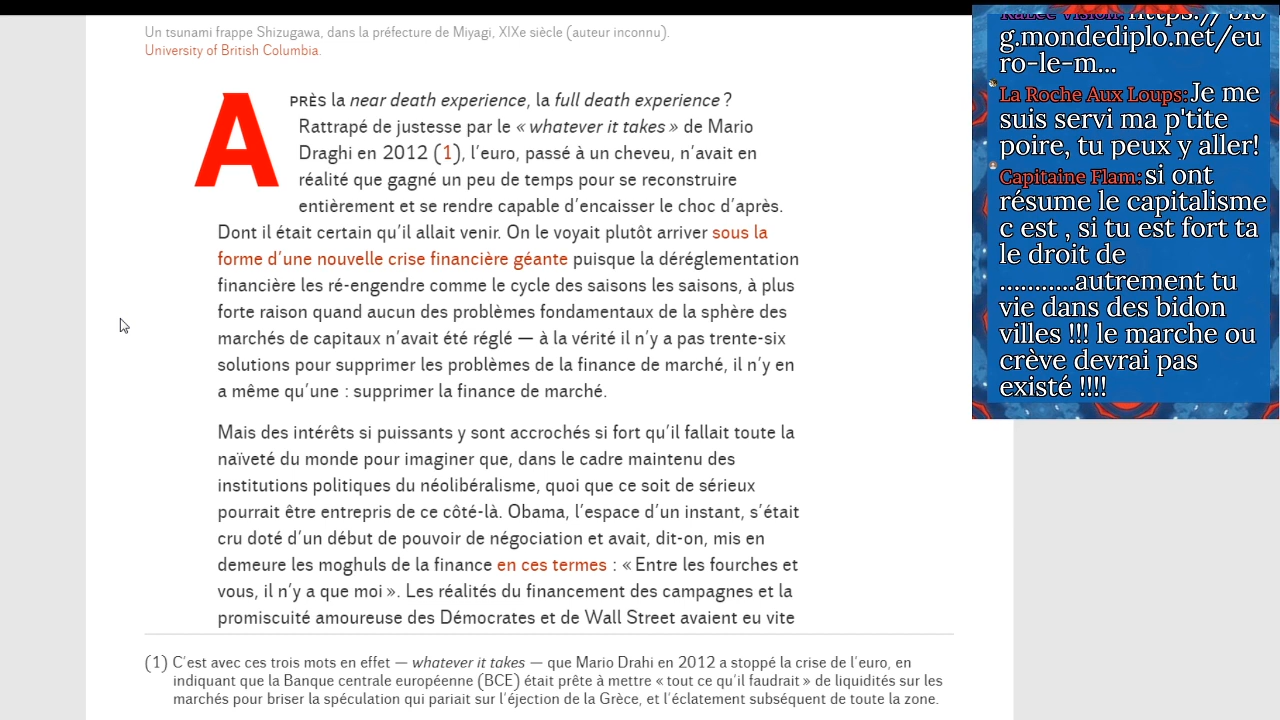 Un tsunami frappe Shizugawa, dans la préfecture de Miyagi, XIXe siècle (auteur inconnu).
University of British Columbia.
APRÈS la near death experience, la full death experience ?
Rattrapé de justesse par le « whatever it takes » de Mario
Draghi en 2012 (1), l’euro, passé à un cheveu, n’avait en
réalité que gagné un peu de temps pour se reconstruire
entièrement et se rendre capable d’encaisser le choc d’après.
Dont il était certain qu’il allait venir. On le voyait plutôt arriver sous la
forme d’une nouvelle crise financière géante puisque la déréglementation
financière les ré-engendre comme le cycle des saisons les saisons, à plus
forte raison quand aucun des problèmes fondamentaux de la sphère des
marchés de capitaux n’avait été réglé — à la vérité il n’y a pas trente-six
solutions pour supprimer les problèmes de la finance de marché, il n’y en
a même qu’une : supprimer la finance de marché.
Mais des intérêts si puissants y sont accrochés si fort qu’il fallait toute la
naïveté du monde pour imaginer que, dans le cadre maintenu des
institutions politiques du néolibéralisme, quoi que ce soit de sérieux
pourrait être entrepris de ce côté-là. Obama, l’espace d’un instant, s’était
cru doté d’un début de pouvoir de négociation et avait, dit-on, mis en
demeure les moghuls de la finance en ces termes : « Entre les fourches et
vous, il n’y a que moi ». Les réalités du financement des campagnes et la
promiscuité amoureuse des Démocrates et de Wall Street avaient eu vite
(1) C’est avec ces trois mots en effet — whatever it takes — que Mario Drahi en 2012 a stoppé la crise de l’euro, en
indiquant que la Banque centrale européenne (BCE) était prête à mettre « tout ce qu’il faudrait » de liquidités sur les
marchés pour briser la spéculation qui pariait sur l’éjection de la Grèce, et l’éclatement subséquent de toute la zone.
https://blo
g.mondediplo.net/eu
ro-le-m...
La Roche Aux Loups: Je me
suis servi ma p'tite
poire, tu peux y aller!
Capitaine Flam: si ont
résume le capitalisme
c est , si tu est fort ta
le droit de
...........autrement tu
vie dans des bidon
villes !!! le marche ou
crève devrai pas
existé !!!!